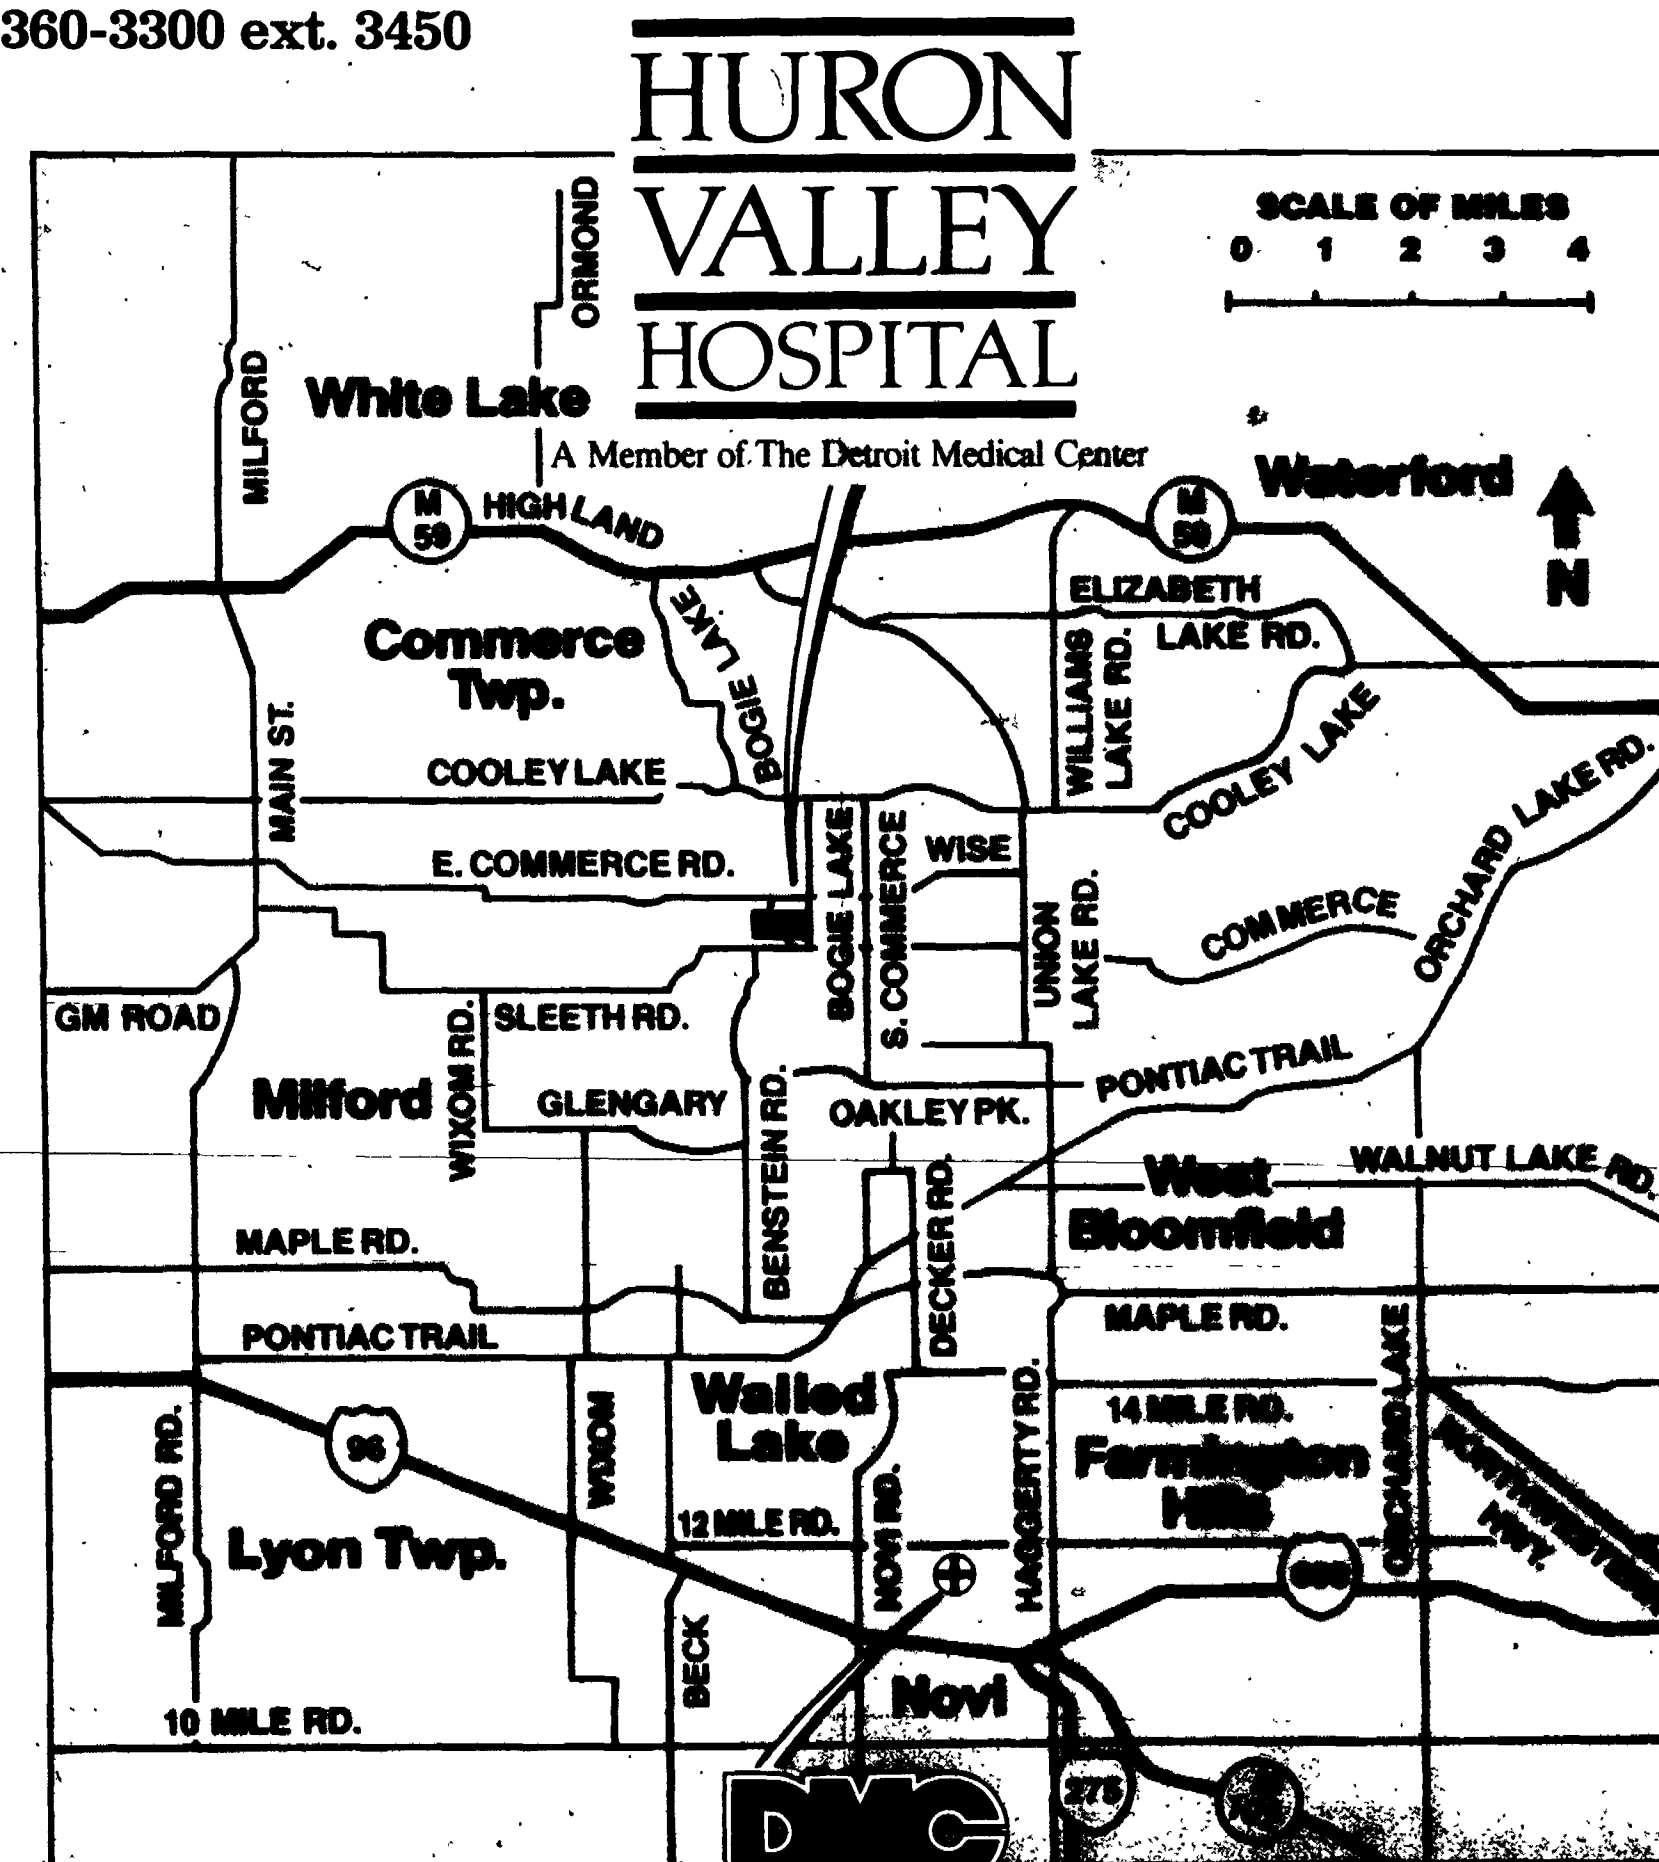 360-3300 ext. 3450
HURON
VALLEY
HOSPITAL
A Member of The Detroit Medical Center
SCALE OF MILES
0 1 2 3 4
ORMOND
MILFORD
White Lake
Waterford
M
59
HIGHLAND
M
59
N
ELIZABETH
LAKE RD.
Commerce
Twp.
BOGIE LAKE
BOGIE
WILLIAMS
LAKE RD.
MAIN ST.
COOLEY LAKE
COOLEY LAKE
ORCHARD LAKE RD.
E. COMMERCE RD.
BOGIE LAKE
S. COMMERCE
WISE
UNION
LAKE RD.
COMMERCE
GM ROAD
WIXOM RD.
SLEETH RD.
Milford
GLENGARY
BENSTEIN RD.
OAKLEY PK.
PONTIAC TRAIL
DECKER RD.
West
Bloomfield
WALNUT LAKE RD.
MAPLE RD.
MAPLE RD.
PONTIAC TRAIL
Walled
Lake
HAGGERTY RD.
14 MILE RD.
ORCHARD LAKE
Farmington
Hills
NORTHWESTERN
HWY.
MILFORD RD.
96
WIXOM
NOVI RD.
12 MILE RD.
Lyon Twp.
BECK
Novi
10 MILE RD.
275
DMC